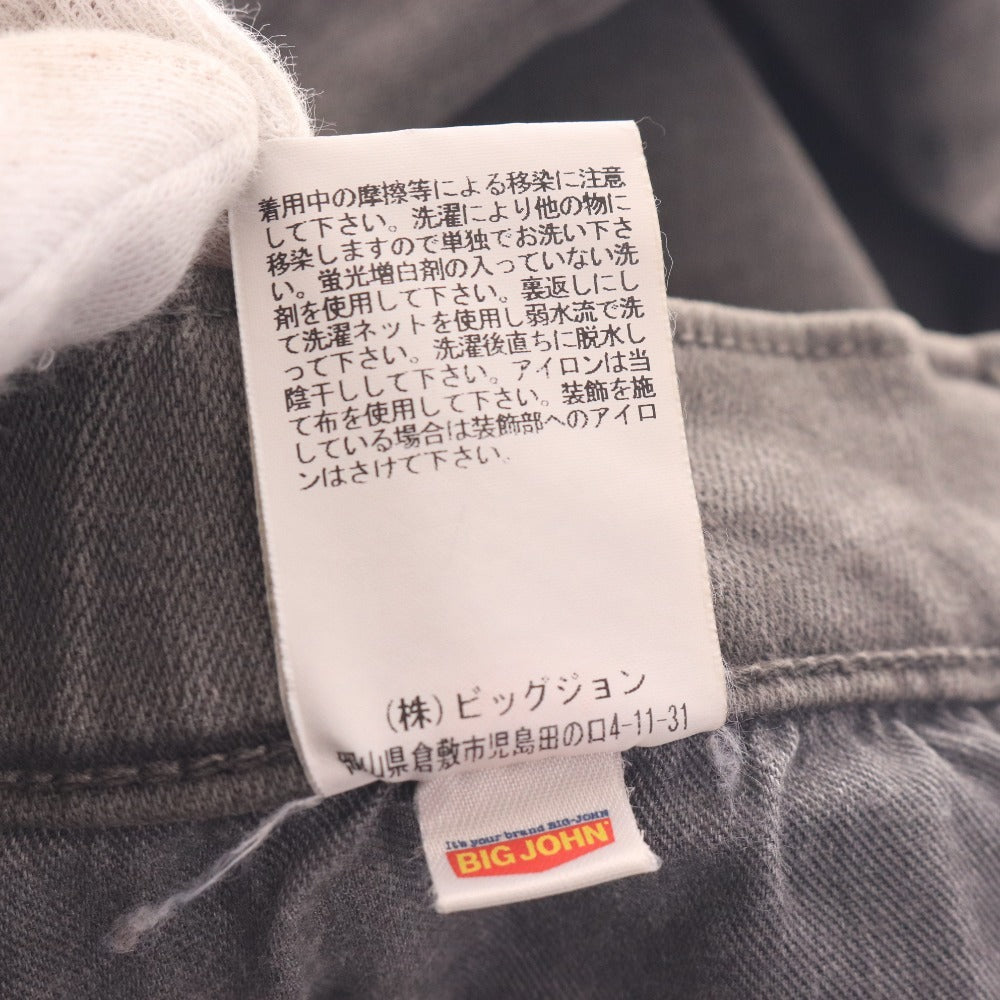 着用中の摩擦等による移染に注意
して下さい。洗濯により他の物に
移染しますので単独でお洗い下さ
い。蛍光増白剤の入っていない洗
剤を使用して下さい。裏返しにし
て洗濯ネットを使用し弱水流で洗
って下さい。洗濯後直ちに脱水し
陰干しして下さい。アイロンは当
て布を使用して下さい。装飾を施
している場合は装飾部へのアイロ
ンはさけて下さい。
(株)ビッグジョン
岡山県倉敷市児島田の口4-11-31
It's your brand BIG-JOHN
BIG JOHN